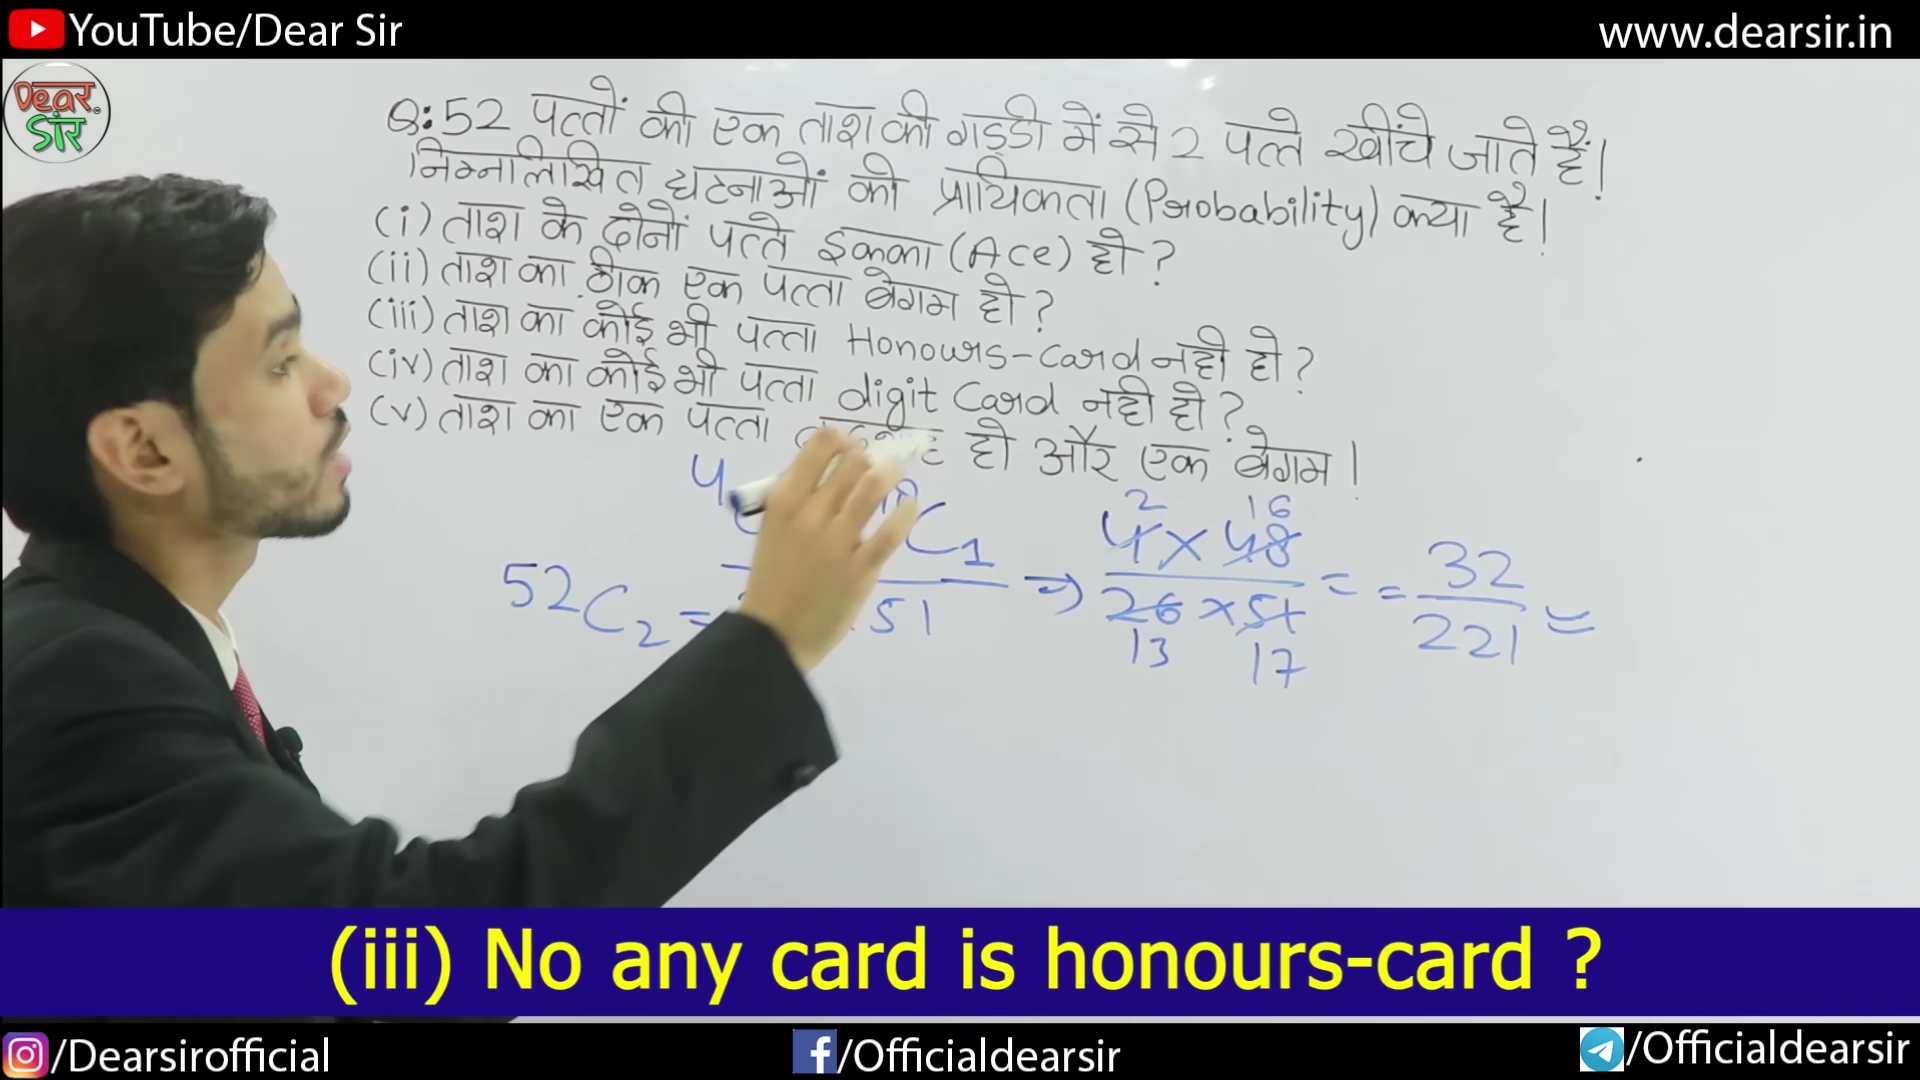 YouTube/Dear Sir
www.dearsir.in
Dear
सर
Q:52 पत्तों की एक ताश की गड्डी में से 2 पत्ते खींचे जाते हैं।
निम्नलिखित घटनाओं की प्रायिकता (Probability) क्या है।
(i) ताश के दोनों पत्ते इक्का (Ace) हो ?
(ii) ताश का ठीक एक पत्ता बेगम हो ?
(iii) ताश का कोई भी पत्ता Honours-Card नही हो ?
(iv) ताश का कोई भी पत्ता digit Card नही हो ?
(v) ताश का एक पत्ता हो और एक बेगम।
4 C1
52C2 = 51
=> 4 x 48 2 16
26 x 51 13 17
= = 32
221 =
(iii) No any card is honours-card ?
/Dearsirofficial
/Officialdearsir
/Officialdearsir